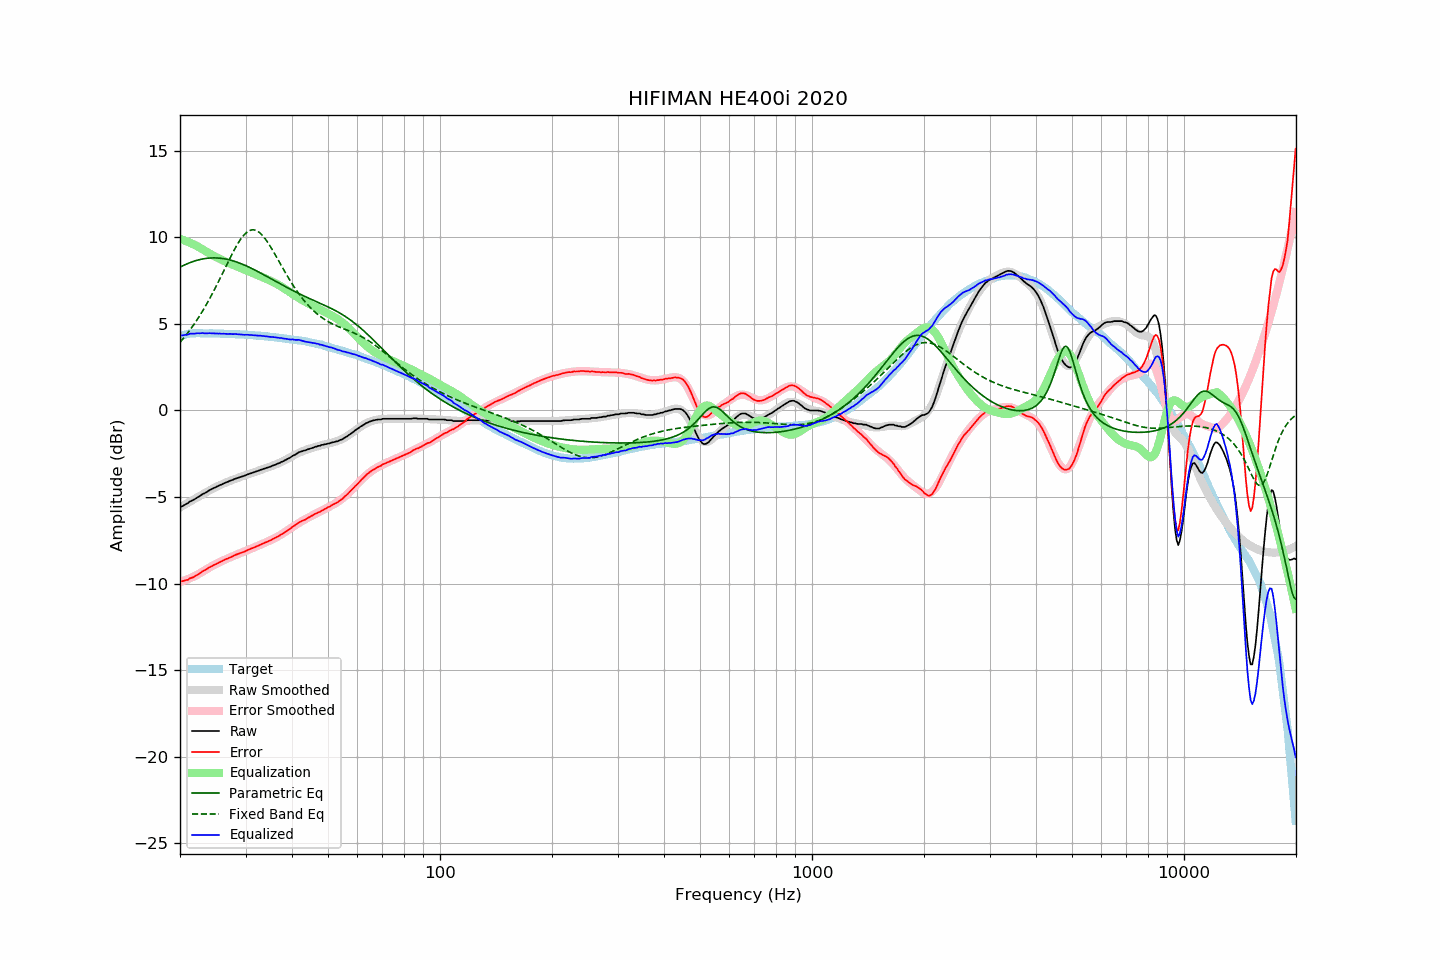 HIFIMAN HE400i 2020
Amplitude (dBr)
15
10
5
0
−5
−10
−15
−20
−25
Target
Raw Smoothed
Error Smoothed
Raw
Error
Equalization
Parametric Eq
Fixed Band Eq
Equalized
100
1000
10000
Frequency (Hz)